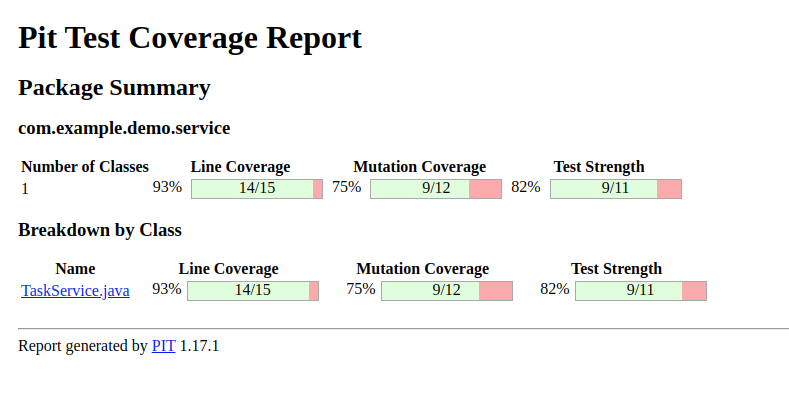 Pit Test Coverage Report
Package Summary
com.example.demo.service
Number of Classes Line Coverage Mutation Coverage Test Strength
1 93% 14/15 75% 9/12 82% 9/11
Breakdown by Class
Name Line Coverage Mutation Coverage Test Strength
TaskService.java 93% 14/15 75% 9/12 82% 9/11
Report generated by PIT 1.17.1